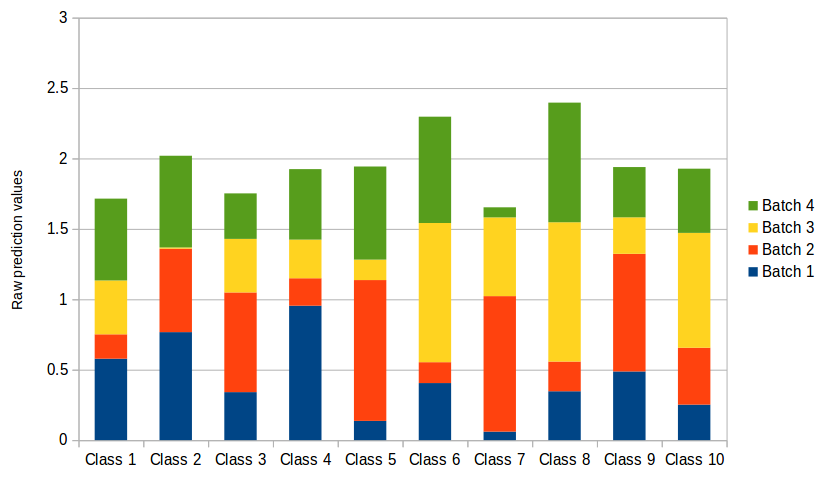 3
2.5
2
1.5
1
0.5
0
Raw prediction values
Class 1 Class 2 Class 3 Class 4 Class 5 Class 6 Class 7 Class 8 Class 9 Class 10
Batch 4
Batch 3
Batch 2
Batch 1